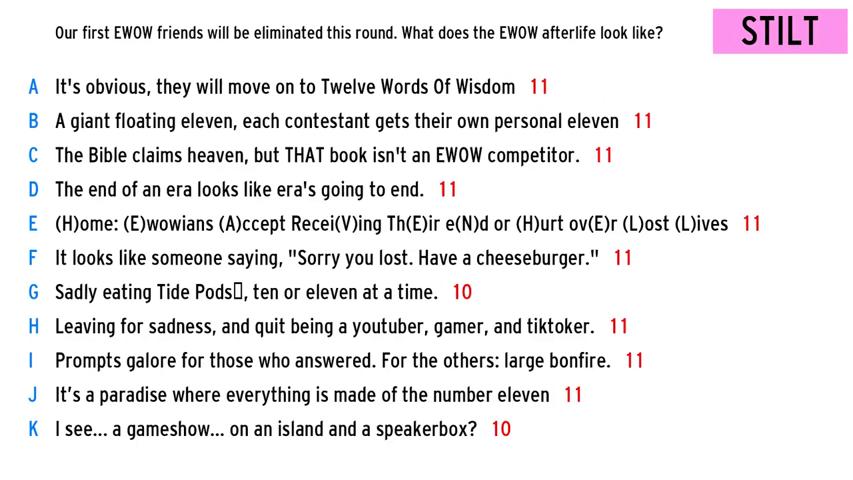 Our first EWOW friends will be eliminated this round. What does the EWOW afterlife look like?
STILT
A It's obvious, they will move on to Twelve Words Of Wisdom 11
B A giant floating eleven, each contestant gets their own personal eleven 11
C The Bible claims heaven, but THAT book isn't an EWOW competitor. 11
D The end of an era looks like era's going to end. 11
E (H)ome: (E)wowians (A)ccept Recei(V)ing Th(E)ir e(N)d or (H)urt ov(E)r (L)ost (L)ives 11
F It looks like someone saying, "Sorry you lost. Have a cheeseburger." 11
G Sadly eating Tide Pods▯, ten or eleven at a time. 10
H Leaving for sadness, and quit being a youtuber, gamer, and tiktoker. 11
I Prompts galore for those who answered. For the others: large bonfire. 11
J It’s a paradise where everything is made of the number eleven 11
K I see... a gameshow... on an island and a speakerbox? 10